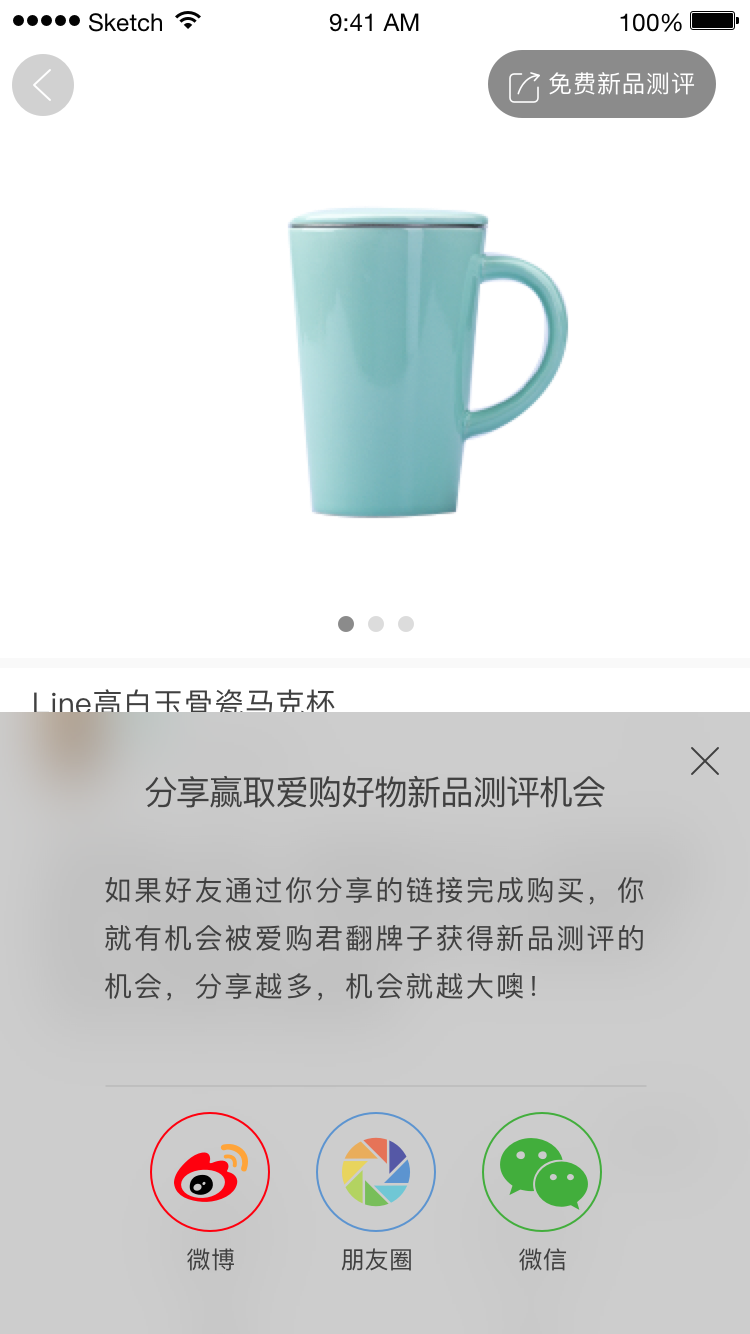 Sketch 9:41 AM 100%
免费新品测评
Line高白玉骨瓷马克杯
分享赢取爱购好物新品测评机会
如果好友通过你分享的链接完成购买，你
就有机会被爱购君翻牌子获得新品测评的
机会，分享越多，机会就越大噢！
微博 朋友圈 微信